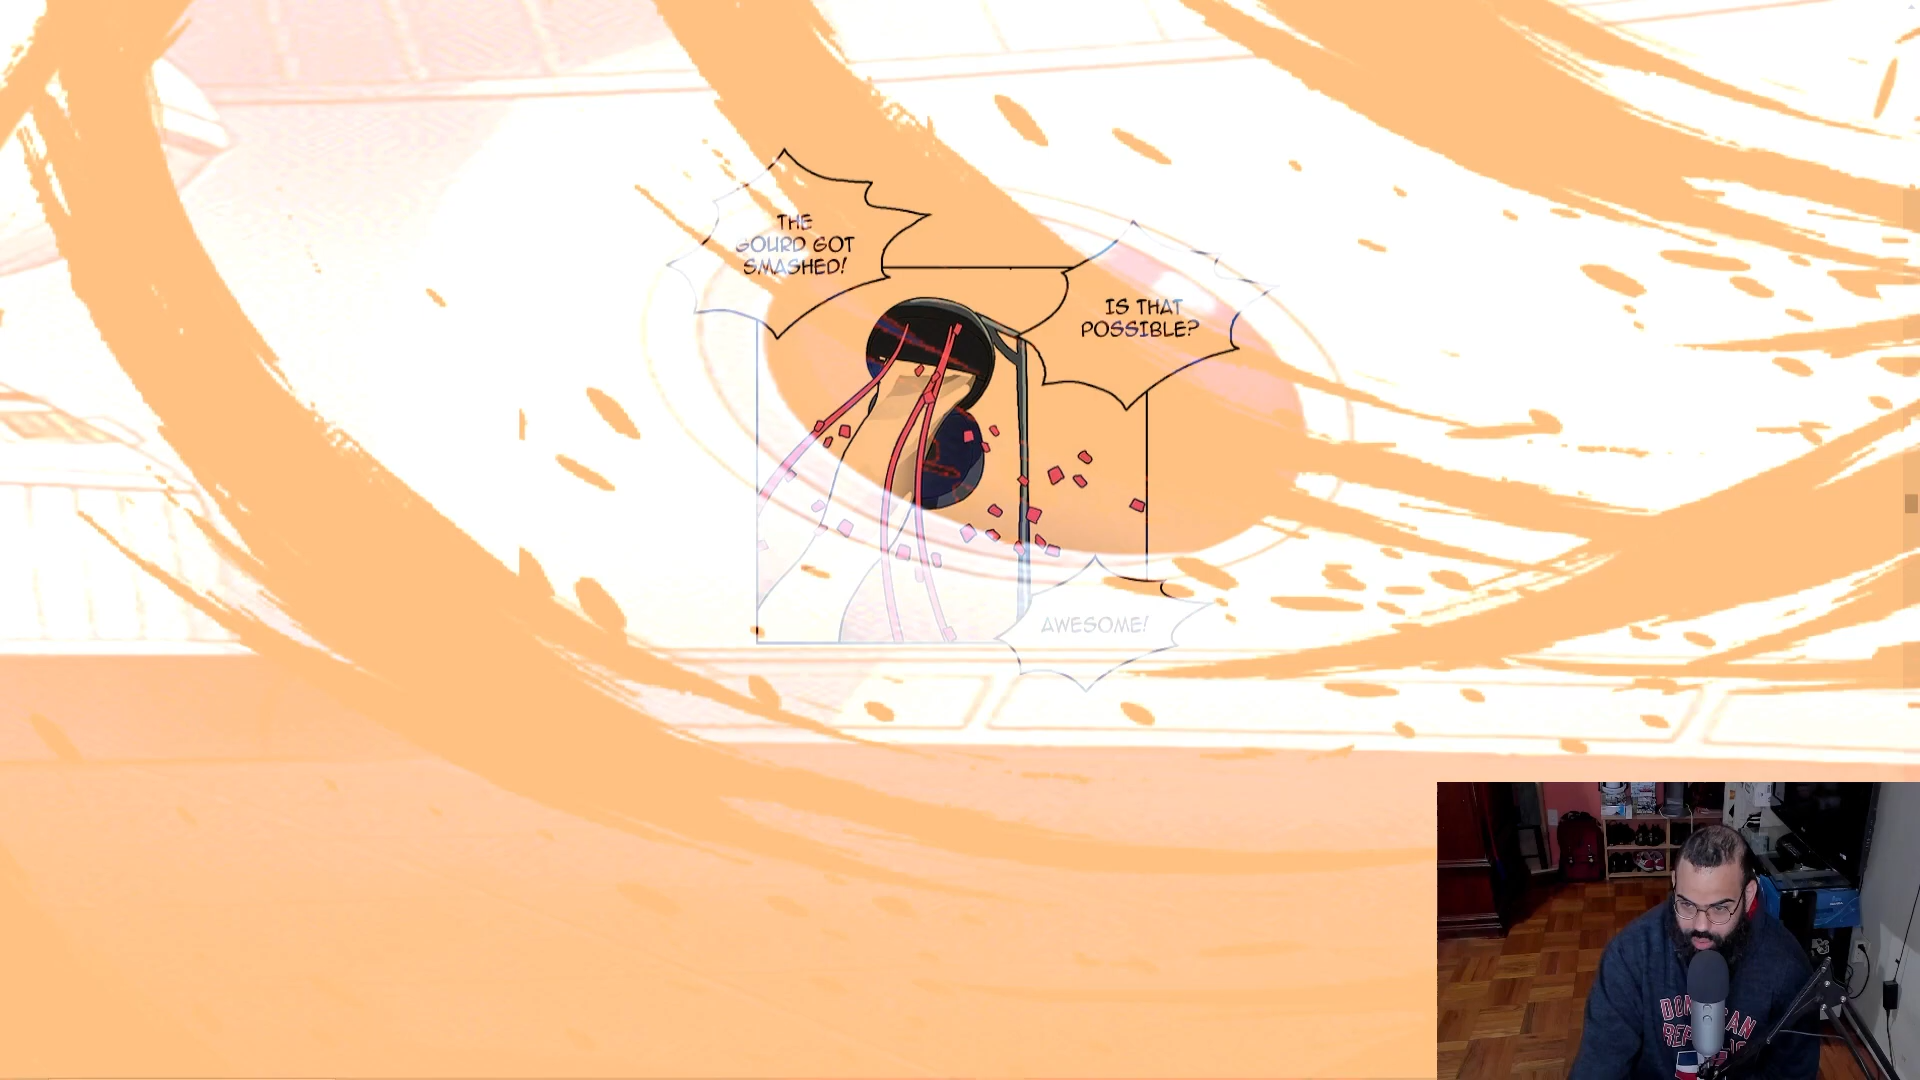 THE
GOURD GOT
SMASHED!
IS THAT
POSSIBLE?
AWESOME!